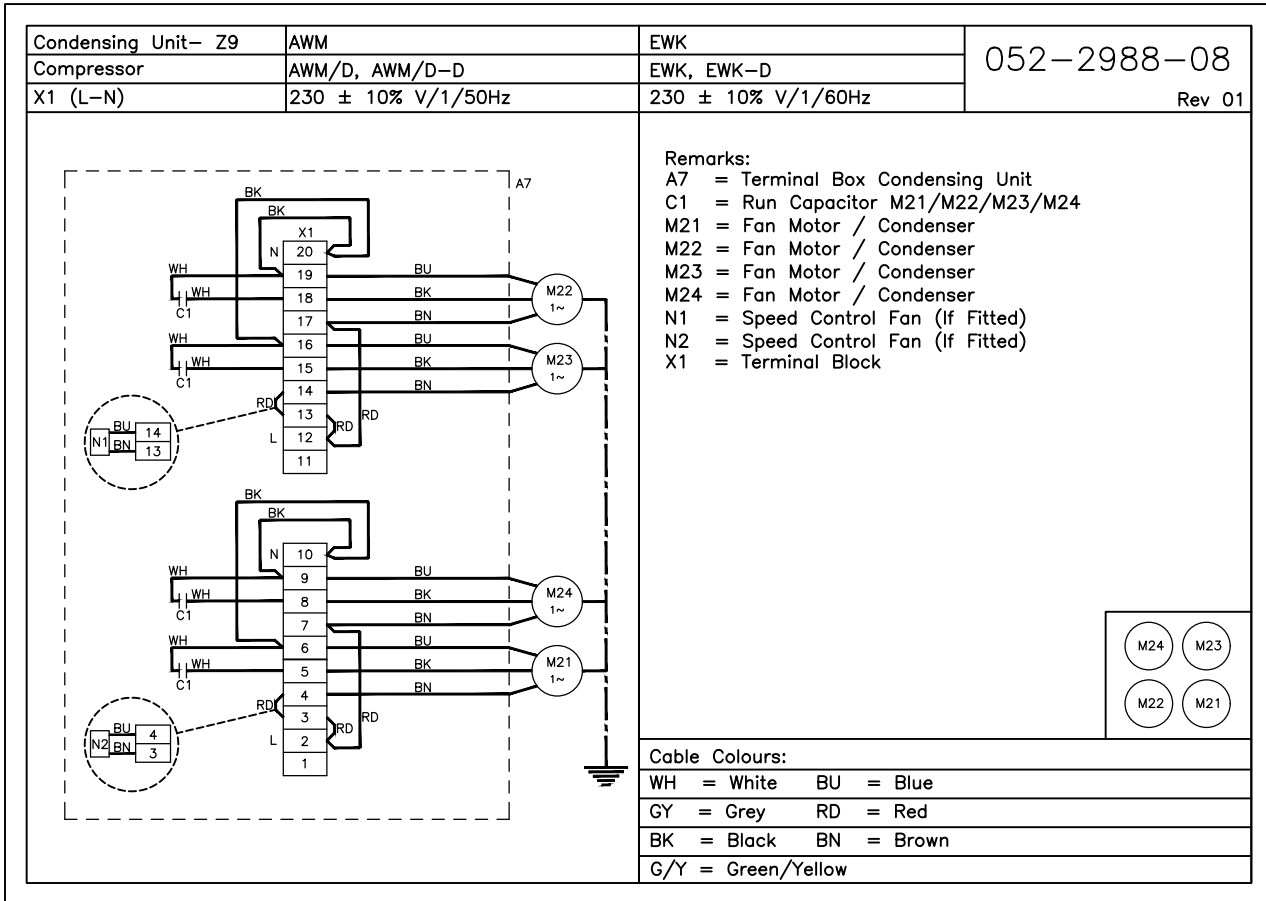 Condensing Unit– Z9 AWM EWK
052–2988–08
Compressor AWM/D, AWM/D–D EWK, EWK–D
X1 (L–N) 230 ± 10% V/1/50Hz 230 ± 10% V/1/60Hz Rev 01
Remarks:
A7 = Terminal Box Condensing Unit
C1 = Run Capacitor M21/M22/M23/M24
M21 = Fan Motor / Condenser
M22 = Fan Motor / Condenser
M23 = Fan Motor / Condenser
M24 = Fan Motor / Condenser
N1 = Speed Control Fan (If Fitted)
N2 = Speed Control Fan (If Fitted)
X1 = Terminal Block
A7
BK
BK
X1
N 20
WH 19 BU
WH 18 BK M22
C1 1~
17 BN
WH 16 BU
WH 15 BK M23
C1 1~
14 BN
RD 13 RD RD
L 12
11
BU 14
N1 BN 13
BK
BK
N 10
WH 9 BU
WH 8 BK M24
C1 1~
7 BN
WH 6 BU
WH 5 BK M21
C1 1~
4 BN
RD 3 RD RD
L 2
1
BU 4
N2 BN 3
M24 M23
M22 M21
Cable Colours:
WH = White BU = Blue
GY = Grey RD = Red
BK = Black BN = Brown
G/Y = Green/Yellow